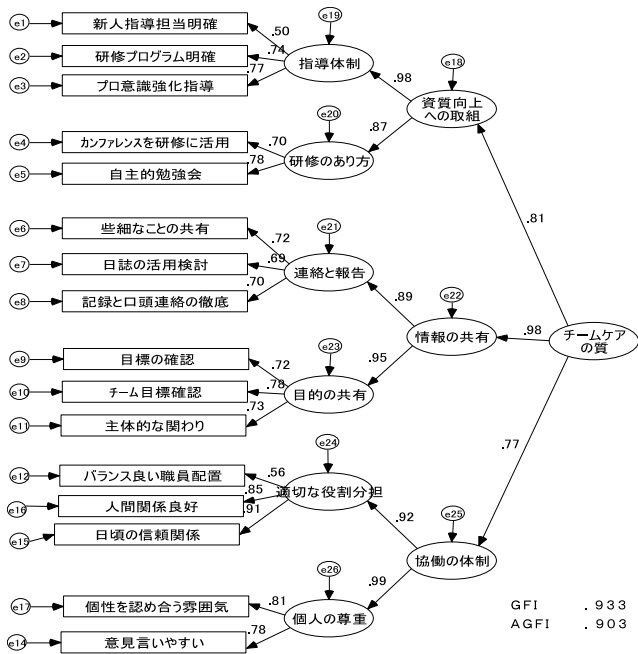 e1 新人指導担当明確
e2 研修プログラム明確
e3 プロ意識強化指導
.50
.74
.77
e19
指導体制
e4 カンファレンスを研修に活用
e5 自主的勉強会
.70
.78
e20
研修のあり方
.98
.87
e18
資質向上
への取組
e6 些細なことの共有
e7 日誌の活用検討
e8 記録と口頭連絡の徹底
.72
.69
.70
e21
連絡と報告
e9 目標の確認
e10 チーム目標確認
e11 主体的な関わり
.72
.78
.73
e23
目的の共有
.89
.95
e22
情報の共有
e12 バランス良い職員配置
e16 人間関係良好
e15 日頃の信頼関係
.56
.85
.91
e24
適切な役割分担
e17 個性を認め合う雰囲気
e14 意見言いやすい
.81
.78
e26
個人の尊重
.92
.99
e25
協働の体制
.81
.98
.77
チームケア
の質
GFI .933
AGFI .903